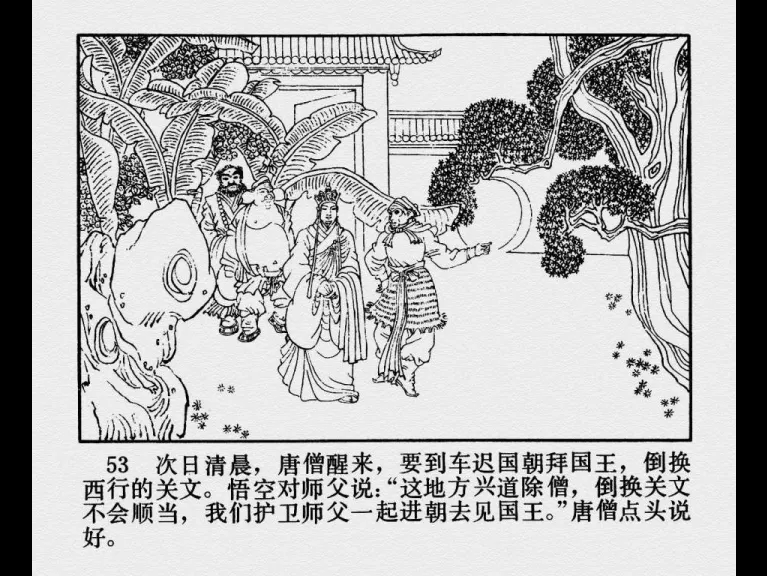 53 次日清晨，唐僧醒来，要到车迟国朝拜国王，倒换
西行的关文。悟空对师父说：“这地方兴道除僧，倒换关文
不会顺当，我们护卫师父一起进朝去见国王。”唐僧点头说
好。